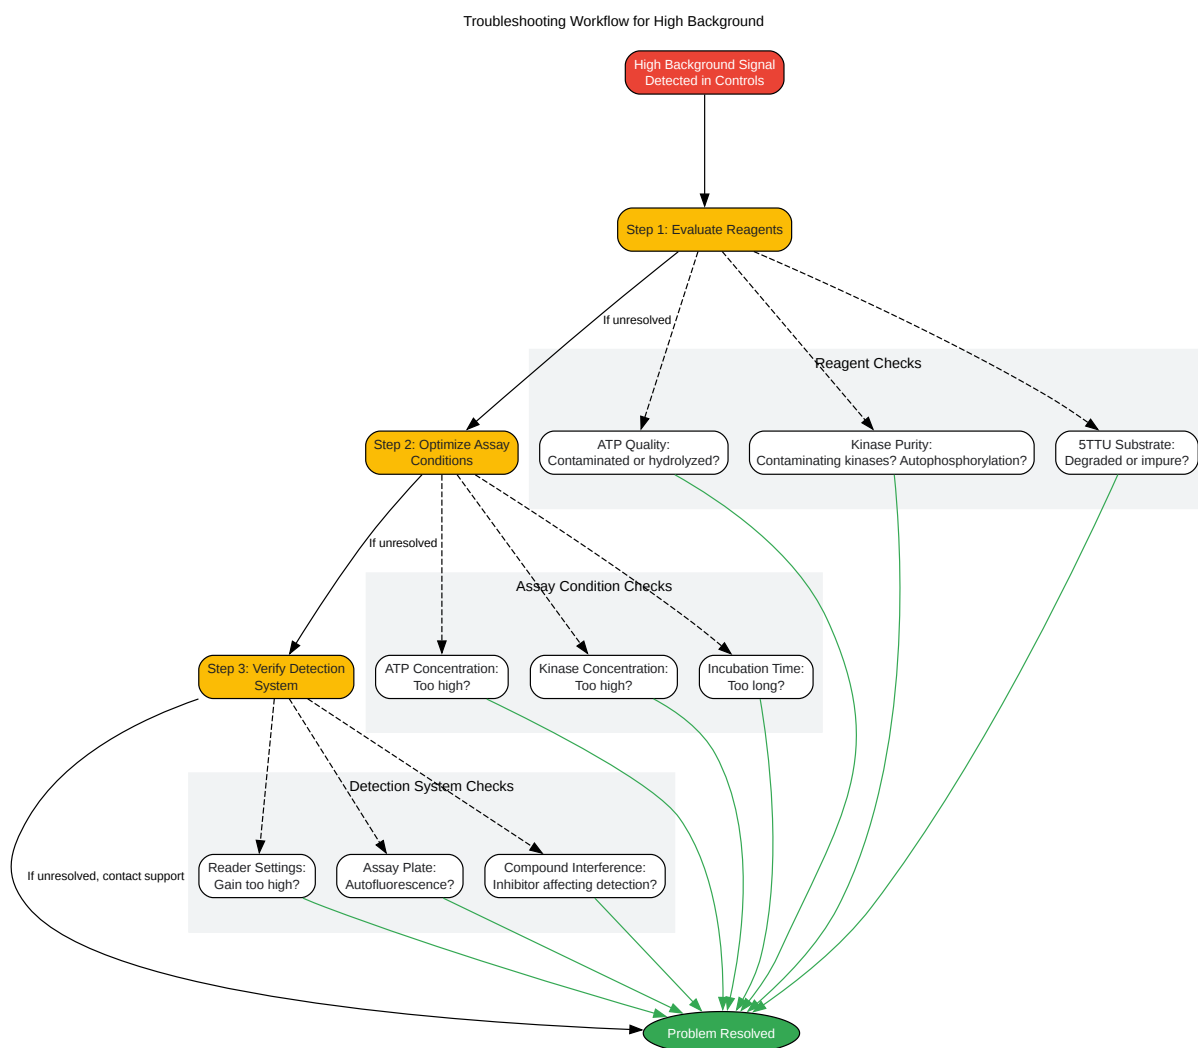 Troubleshooting Workflow for High Background
High Background Signal
Detected in Controls
Step 1: Evaluate Reagents
If unresolved
Reagent Checks
Step 2: Optimize Assay
Conditions
ATP Quality:
Contaminated or hydrolyzed?
Kinase Purity:
Contaminating kinases? Autophosphorylation?
5TTU Substrate:
Degraded or impure?
If unresolved
Assay Condition Checks
Step 3: Verify Detection
System
ATP Concentration:
Too high?
Kinase Concentration:
Too high?
Incubation Time:
Too long?
Detection System Checks
If unresolved, contact support
Reader Settings:
Gain too high?
Assay Plate:
Autofluorescence?
Compound Interference:
Inhibitor affecting detection?
Problem Resolved